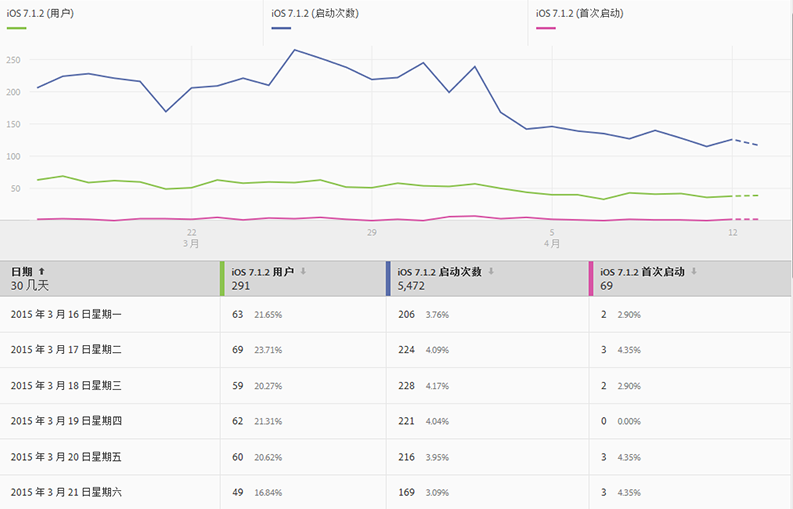 iOS 7.1.2 (用户) iOS 7.1.2 (启动次数) iOS 7.1.2 (首次启动)
250
200
150
100
50
22 29 5 12
3 月 4 月
日期 ⬆ iOS 7.1.2 用户 ⬇ iOS 7.1.2 启动次数 ⬇ iOS 7.1.2 首次启动 ⬇
30 几天 291 5,472 69
2015 年 3 月 16 日星期一 63 21.65% 206 3.76% 2 2.90%
2015 年 3 月 17 日星期二 69 23.71% 224 4.09% 3 4.35%
2015 年 3 月 18 日星期三 59 20.27% 228 4.17% 2 2.90%
2015 年 3 月 19 日星期四 62 21.31% 221 4.04% 0 0.00%
2015 年 3 月 20 日星期五 60 20.62% 216 3.95% 3 4.35%
2015 年 3 月 21 日星期六 49 16.84% 169 3.09% 3 4.35%